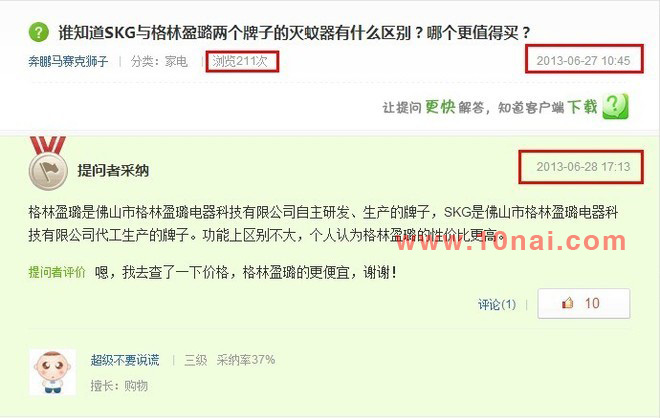 谁知道SKG与格林盈璐两个牌子的灭蚊器有什么区别？哪个更值得买？
奔鹏马赛克狮子 | 分类：家电 | 浏览211次 2013-06-27 10:45
让提问更快解答，知道客户端下载
提问者采纳 2013-06-28 17:13
格林盈璐是佛山市格林盈璐电器科技有限公司自主研发、生产的牌子，SKG是佛山市格林盈璐电器科
技有限公司代工生产的牌子。功能上区别不大，个人认为格林盈璐的性价比更高。
www.10nai.com
提问者评价 嗯，我去查了一下价格，格林盈璐的更便宜，谢谢！
评论(1) | 10
超级不要说谎 | 三级 采纳率37%
擅长：购物